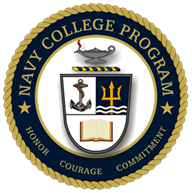 NAVY COLLEGE PROGRAM
HONOR COURAGE COMMITMENT